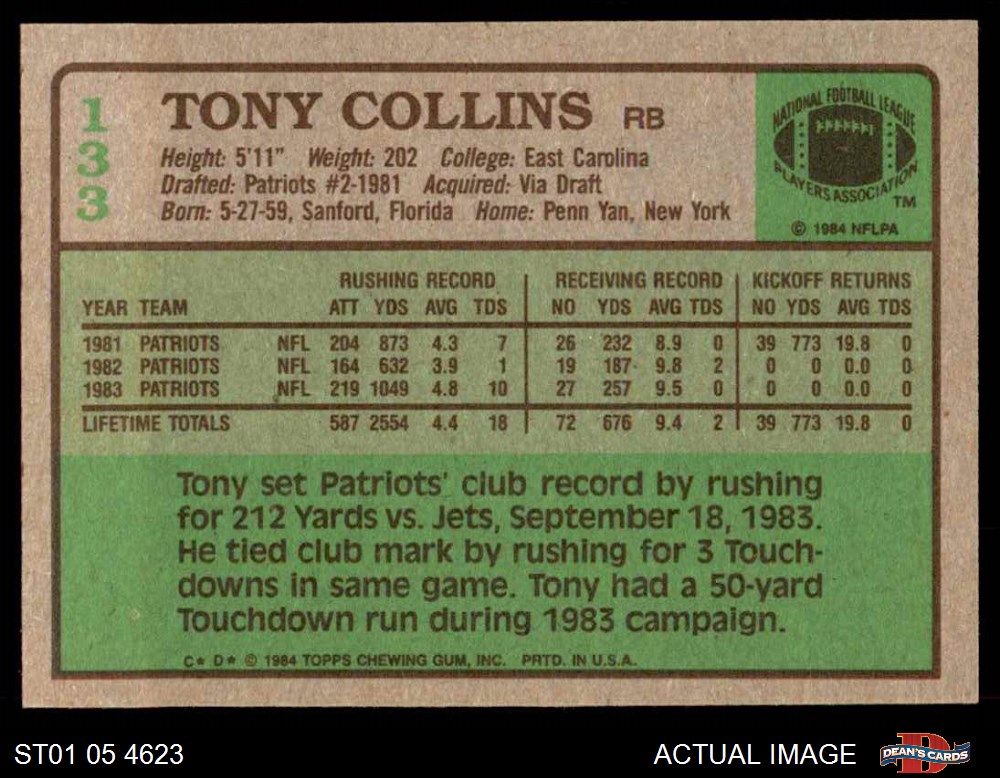 133
TONY COLLINS RB
Height: 5'11" Weight: 202 College: East Carolina
Drafted: Patriots #2-1981 Acquired: Via Draft
Born: 5-27-59, Sanford, Florida Home: Penn Yan, New York
NATIONAL FOOTBALL LEAGUE
PLAYERS ASSOCIATION
TM
© 1984 NFLPA
RUSHING RECORD RECEIVING RECORD KICKOFF RETURNS
YEAR TEAM ATT YDS AVG TDS NO YDS AVG TDS NO YDS AVG TDS
1981 PATRIOTS NFL 204 873 4.3 7 26 232 8.9 0 39 773 19.8 0
1982 PATRIOTS NFL 164 632 3.9 1 19 187 9.8 2 0 0 0.0 0
1983 PATRIOTS NFL 219 1049 4.8 10 27 257 9.5 0 0 0 0.0 0
LIFETIME TOTALS 587 2554 4.4 18 72 676 9.4 2 39 773 19.8 0
Tony set Patriots' club record by rushing
for 212 Yards vs. Jets, September 18, 1983.
He tied club mark by rushing for 3 Touch-
downs in same game. Tony had a 50-yard
Touchdown run during 1983 campaign.
C* D* © 1984 TOPPS CHEWING GUM, INC. PRTD. IN U.S.A.
ST01 05 4623
ACTUAL IMAGE
D
DEAN'S CARDS